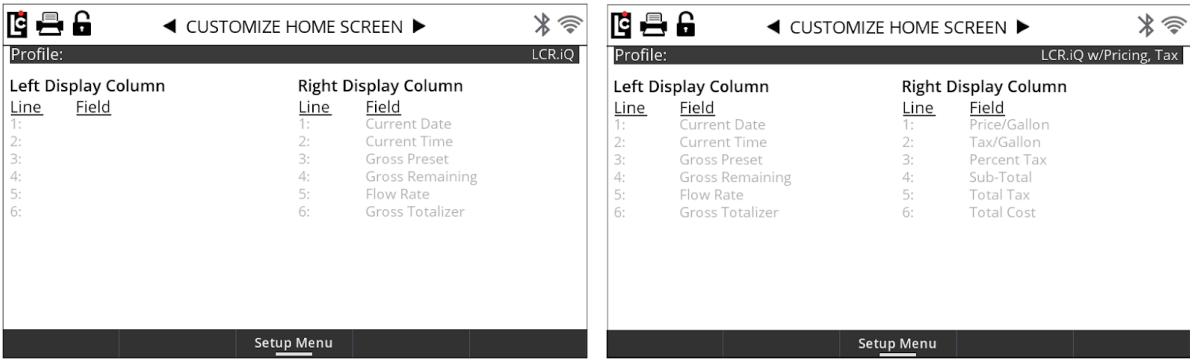 LC
CUSTOMIZE HOME SCREEN
Profile: LCR.iQ
Left Display Column Right Display Column
Line Field Line Field
1: 1: Current Date
2: 2: Current Time
3: 3: Gross Preset
4: 4: Gross Remaining
5: 5: Flow Rate
6: 6: Gross Totalizer
Setup Menu
LC
CUSTOMIZE HOME SCREEN
Profile: LCR.iQ w/Pricing, Tax
Left Display Column Right Display Column
Line Field Line Field
1: Current Date 1: Price/Gallon
2: Current Time 2: Tax/Gallon
3: Gross Preset 3: Percent Tax
4: Gross Remaining 4: Sub-Total
5: Flow Rate 5: Total Tax
6: Gross Totalizer 6: Total Cost
Setup Menu